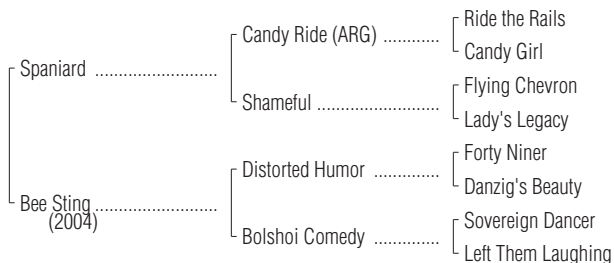 Ride the Rails
Candy Ride (ARG) ............
Candy Girl
Spaniard ..........................
Flying Chevron
Shameful ..........................
Lady's Legacy
Forty Niner
Distorted Humor ..............
Danzig's Beauty
Bee Sting ..........................
(2004)
Sovereign Dancer
Bolshoi Comedy ..............
Left Them Laughing